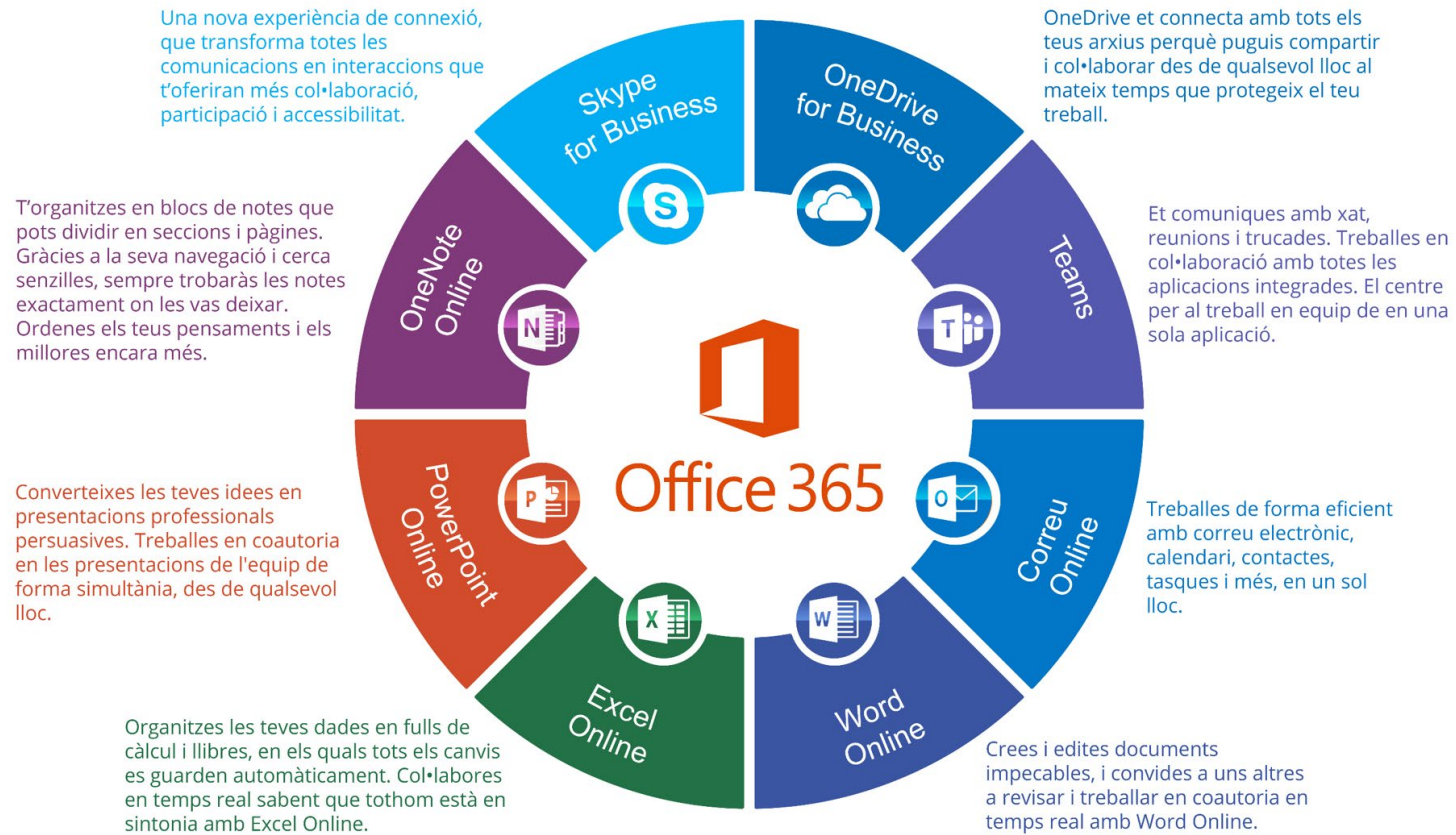 Una nova experiència de connexió,
que transforma totes les
comunicacions en interaccions que
t'oferiran més col•laboració,
participació i accessibilitat.
OneDrive et connecta amb tots els
teus arxius perquè puguis compartir
i col•laborar des de qualsevol lloc al
mateix temps que protegeix el teu
treball.
Skype
for Business
S
OneDrive
for Business
T'organitzes en blocs de notes que
pots dividir en seccions i pàgines.
Gràcies a la seva navegació i cerca
senzilles, sempre trobaràs les notes
exactament on les vas deixar.
Ordenes els teus pensaments i els
millores encara més.
OneNote
Online
N
Teams
T
Et comuniques amb xat,
reunions i trucades. Treballes en
col•laboració amb totes les
aplicacions integrades. El centre
per al treball en equip de en una
sola aplicació.
Office 365
Converteixes les teves idees en
presentacions professionals
persuasives. Treballes en coautoria
en les presentacions de l'equip de
forma simultània, des de qualsevol
lloc.
PowerPoint
Online
P
Correu
Online
O
Treballes de forma eficient
amb correu electrònic,
calendari, contactes,
tasques i més, en un sol
lloc.
X
Excel
Online
W
Word
Online
Organitzes les teves dades en fulls de
càlcul i llibres, en els quals tots els canvis
es guarden automàticament. Col•labores
en temps real sabent que tothom està en
sintonia amb Excel Online.
Crees i edites documents
impecables, i convides a uns altres
a revisar i treballar en coautoria en
temps real amb Word Online.